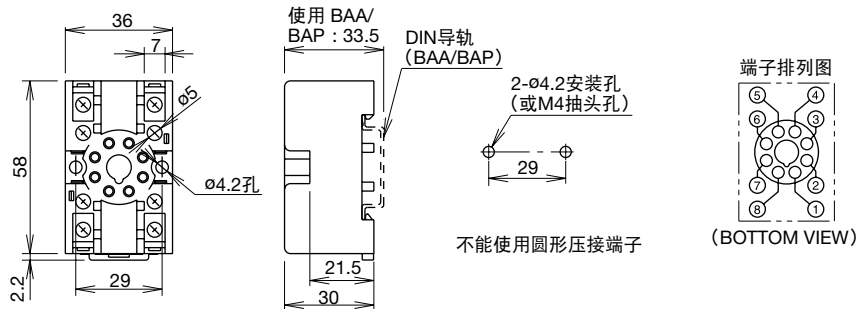 36
7
ø5
58
ø4.2孔
2.2
29
使用 BAA/
BAP：33.5
DIN导轨
（BAA/BAP）
21.5
30
2-ø4.2安装孔
（或M4抽头孔）
29
不能使用圆形压接端子
端子排列图
5
4
6
3
7
2
8
1
(BOTTOM VIEW)